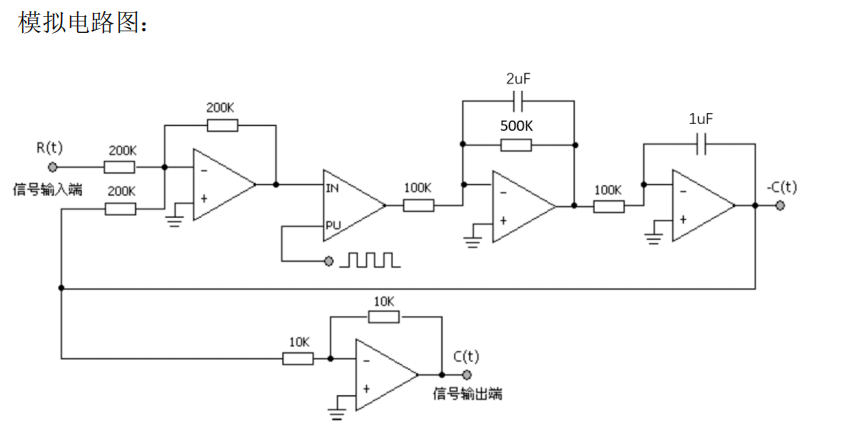 模拟电路图：
2uF
200K
500K
1uF
R(t)
200K
信号输入端
200K
-
+
IN
PU
100K
-
+
100K
-
+
-C(t)
10K
10K
-
+
C(t)
信号输出端